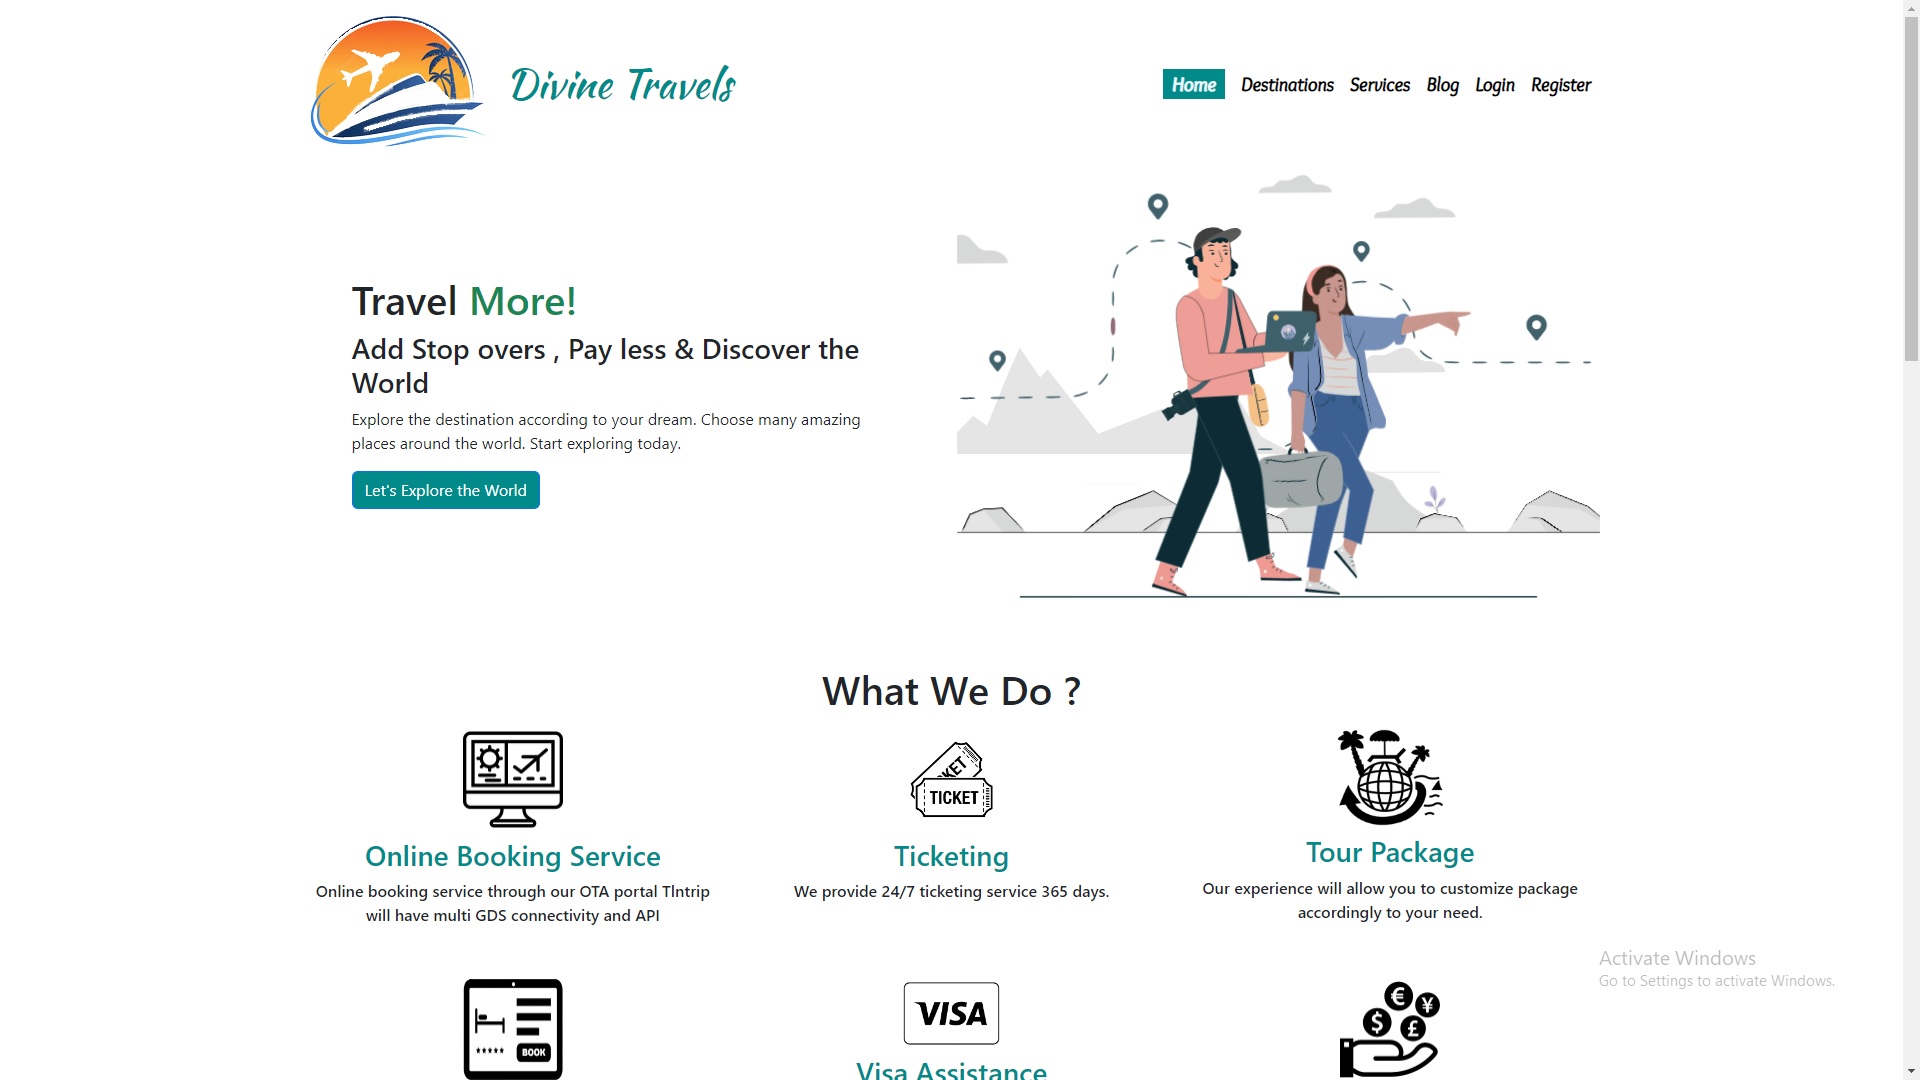 Divine Travels
Home Destinations Services Blog Login Register
Travel More!
Add Stop overs , Pay less & Discover the
World
Explore the destination according to your dream. Choose many amazing
places around the world. Start exploring today.
Let's Explore the World
What We Do ?
KET
TICKET
Online Booking Service
Online booking service through our OTA portal Tlntrip
will have multi GDS connectivity and API
Ticketing
We provide 24/7 ticketing service 365 days.
Tour Package
Our experience will allow you to customize package
accordingly to your need.
Activate Windows
Go to Settings to activate Windows.
BOOK
VISA
€ ¥
$ £
Visa Assistance